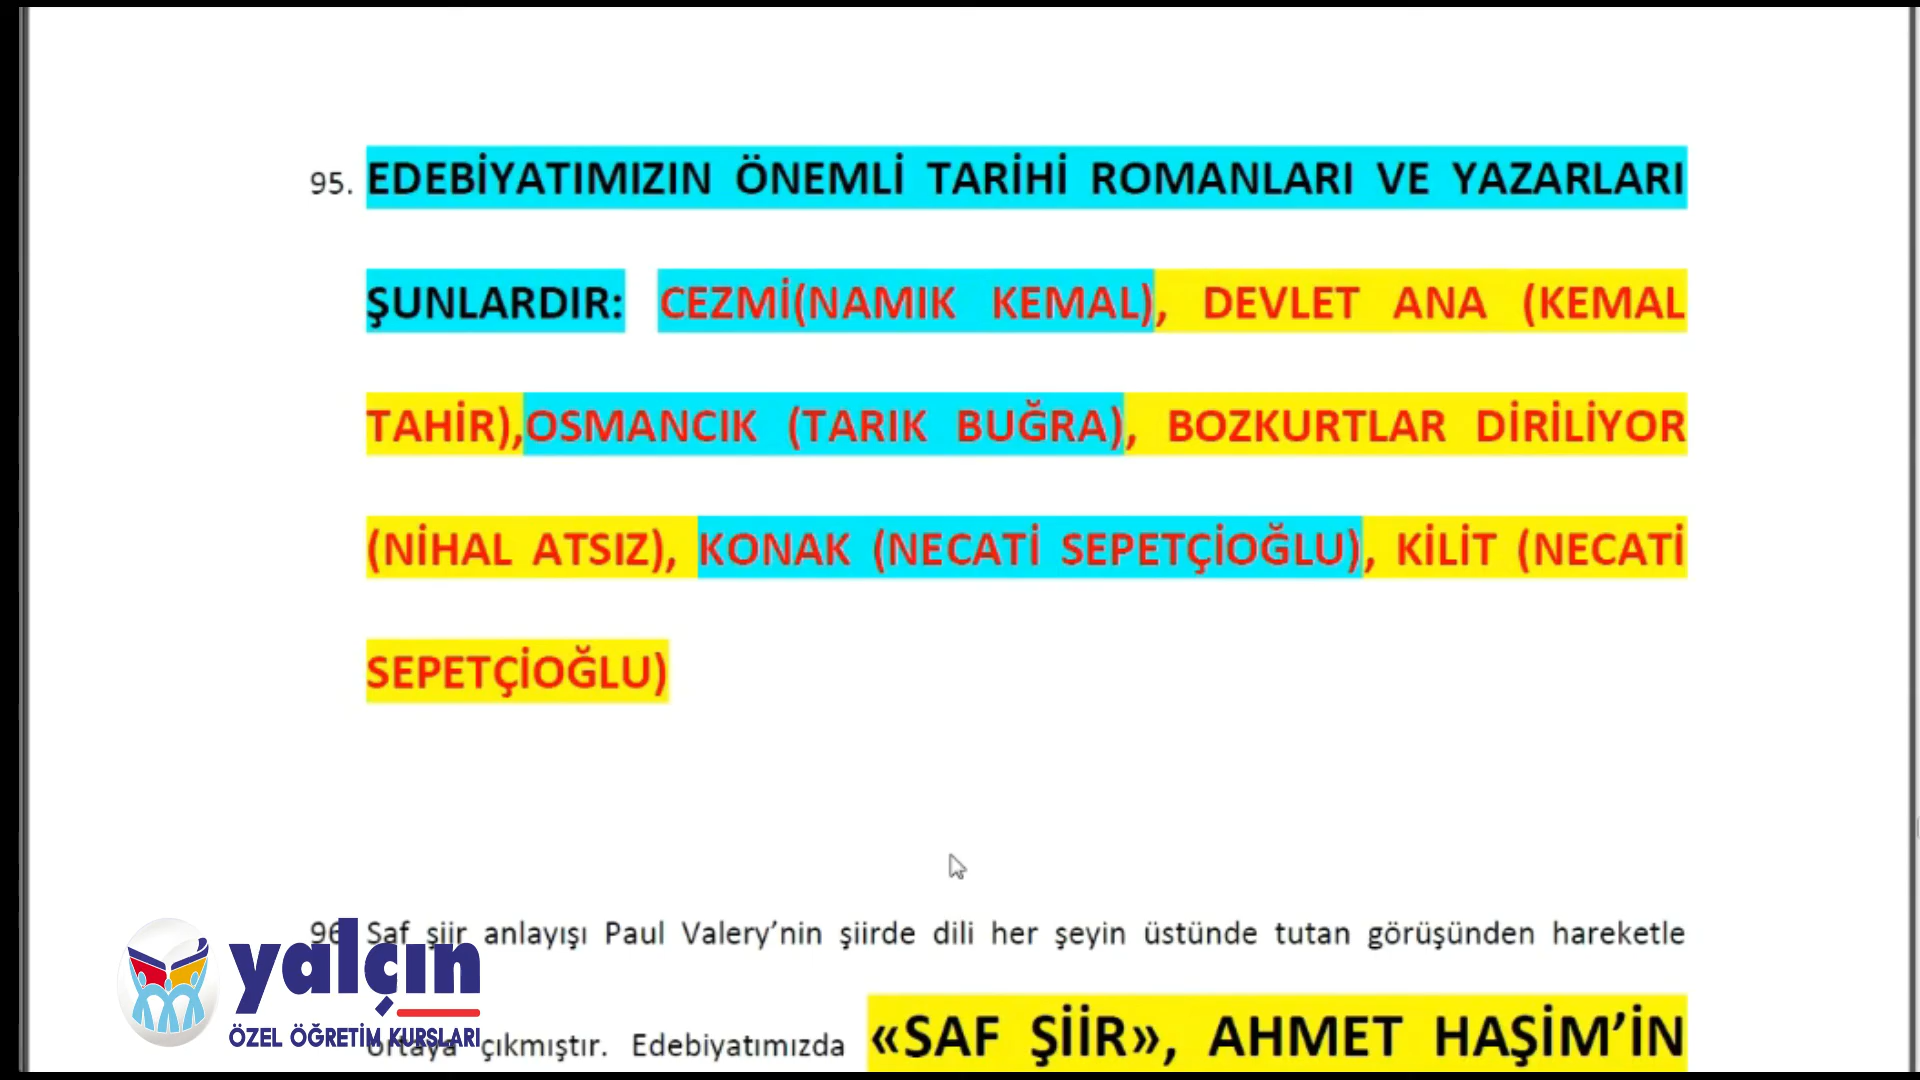 95. EDEBİYATIMIZIN ÖNEMLİ TARİHİ ROMANLARI VE YAZARLARI
ŞUNLARDIR: CEZMİ(NAMIK KEMAL), DEVLET ANA (KEMAL
TAHİR),OSMANCIK (TARIK BUĞRA), BOZKURTLAR DİRİLİYOR
(NİHAL ATSIZ), KONAK (NECATİ SEPETÇİOĞLU), KİLİT (NECATİ
SEPETÇİOĞLU)
96. Saf şiir anlayışı Paul Valery’nin şiirde dili her şeyin üstünde tutan görüşünden hareketle
ortaya çıkmıştır. Edebiyatımızda «SAF ŞİİR», AHMET HAŞİM’İN
yalçın
ÖZEL ÖĞRETİM KURSLARI